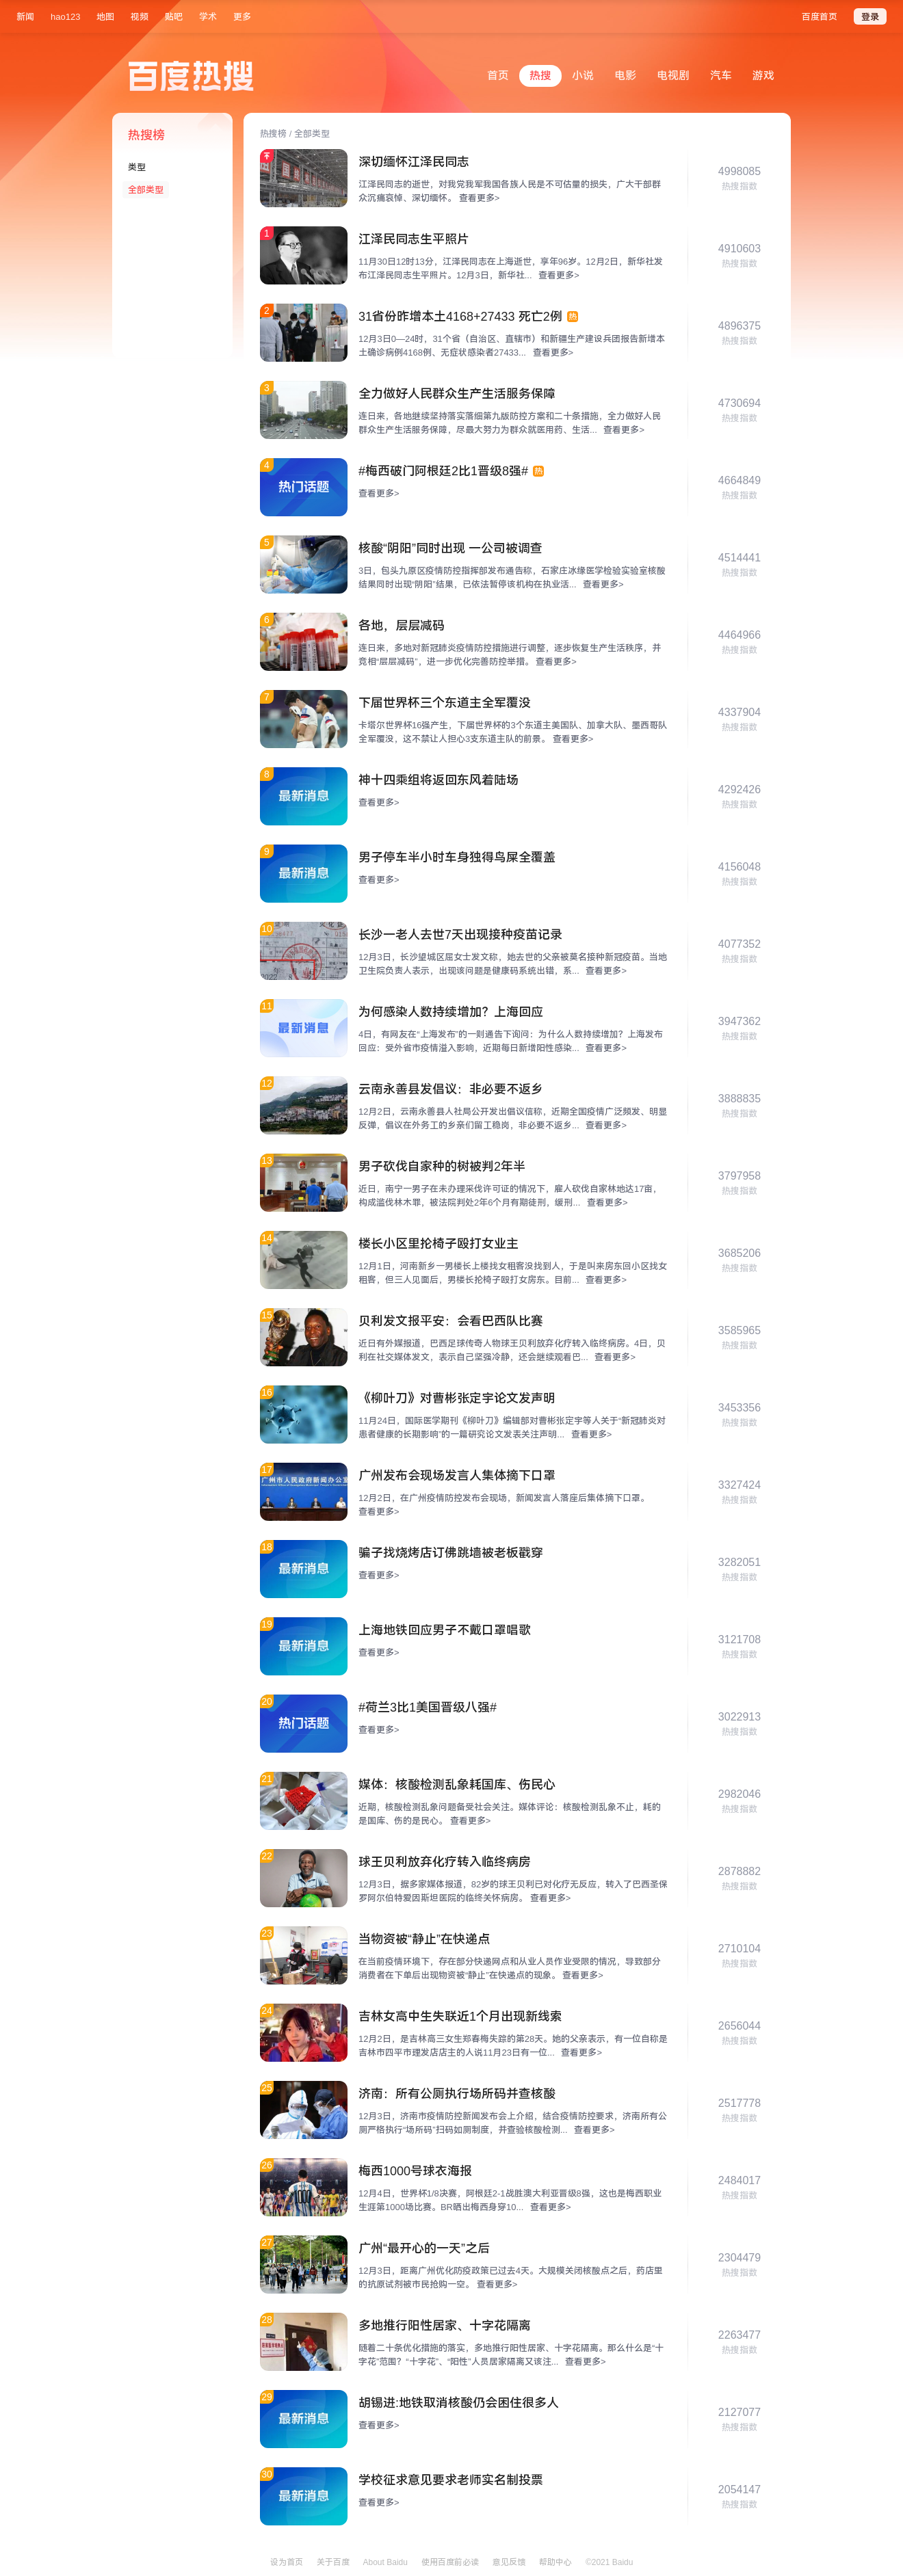 新闻 hao123 地图 视频 贴吧 学术 更多
百度首页 登录
百度热搜
首页 热搜 小说 电影 电视剧 汽车 游戏
热搜榜
类型
全部类型
热搜榜 / 全部类型
深切缅怀江泽民同志
江泽民同志的逝世，对我党我军我国各族人民是不可估量的损失，广大干部群
众沉痛哀悼、深切缅怀。 查看更多>
4998085
热搜指数
1
江泽民同志生平照片
11月30日12时13分，江泽民同志在上海逝世，享年96岁。12月2日，新华社发
布江泽民同志生平照片。12月3日，新华社... 查看更多>
4910603
热搜指数
2
31省份昨增本土4168+27433 死亡2例 热
12月3日0—24时，31个省（自治区、直辖市）和新疆生产建设兵团报告新增本
土确诊病例4168例、无症状感染者27433... 查看更多>
4896375
热搜指数
3
全力做好人民群众生产生活服务保障
连日来，各地继续坚持落实落细第九版防控方案和二十条措施，全力做好人民
群众生产生活服务保障，尽最大努力为群众就医用药、生活... 查看更多>
4730694
热搜指数
4
热门话题
#梅西破门阿根廷2比1晋级8强# 热
查看更多>
4664849
热搜指数
5
核酸“阴阳”同时出现 一公司被调查
3日，包头九原区疫情防控指挥部发布通告称，石家庄冰缘医学检验实验室核酸
结果同时出现“阴阳”结果，已依法暂停该机构在执业活... 查看更多>
4514441
热搜指数
6
各地，层层减码
连日来，多地对新冠肺炎疫情防控措施进行调整，逐步恢复生产生活秩序，并
竞相“层层减码”，进一步优化完善防控举措。 查看更多>
4464966
热搜指数
7
下届世界杯三个东道主全军覆没
卡塔尔世界杯16强产生，下届世界杯的3个东道主美国队、加拿大队、墨西哥队
全军覆没，这不禁让人担心3支东道主队的前景。 查看更多>
4337904
热搜指数
8
最新消息
神十四乘组将返回东风着陆场
查看更多>
4292426
热搜指数
9
最新消息
男子停车半小时车身独得鸟屎全覆盖
查看更多>
4156048
热搜指数
10
长沙一老人去世7天出现接种疫苗记录
12月3日，长沙望城区屈女士发文称，她去世的父亲被莫名接种新冠疫苗。当地
卫生院负责人表示，出现该问题是健康码系统出错，系... 查看更多>
4077352
热搜指数
11
最新消息
为何感染人数持续增加？上海回应
4日，有网友在“上海发布”的一则通告下询问：为什么人数持续增加？上海发布
回应：受外省市疫情溢入影响，近期每日新增阳性感染... 查看更多>
3947362
热搜指数
12
云南永善县发倡议：非必要不返乡
12月2日，云南永善县人社局公开发出倡议信称，近期全国疫情广泛频发、明显
反弹，倡议在外务工的乡亲们留工稳岗，非必要不返乡... 查看更多>
3888835
热搜指数
13
男子砍伐自家种的树被判2年半
近日，南宁一男子在未办理采伐许可证的情况下，雇人砍伐自家林地达17亩，
构成滥伐林木罪，被法院判处2年6个月有期徒刑，缓刑... 查看更多>
3797958
热搜指数
14
楼长小区里抡椅子殴打女业主
12月1日，河南新乡一男楼长上楼找女租客没找到人，于是叫来房东回小区找女
租客，但三人见面后，男楼长抡椅子殴打女房东。目前... 查看更多>
3685206
热搜指数
15
贝利发文报平安：会看巴西队比赛
近日有外媒报道，巴西足球传奇人物球王贝利放弃化疗转入临终病房。4日，贝
利在社交媒体发文，表示自己坚强冷静，还会继续观看巴... 查看更多>
3585965
热搜指数
16
《柳叶刀》对曹彬张定宇论文发声明
11月24日，国际医学期刊《柳叶刀》编辑部对曹彬张定宇等人关于“新冠肺炎对
患者健康的长期影响”的一篇研究论文发表关注声明... 查看更多>
3453356
热搜指数
17
广州市人民政府新闻办公室
广州发布会现场发言人集体摘下口罩
12月2日，在广州疫情防控发布会现场，新闻发言人落座后集体摘下口罩。
查看更多>
3327424
热搜指数
18
最新消息
骗子找烧烤店订佛跳墙被老板戳穿
查看更多>
3282051
热搜指数
19
最新消息
上海地铁回应男子不戴口罩唱歌
查看更多>
3121708
热搜指数
20
热门话题
#荷兰3比1美国晋级八强#
查看更多>
3022913
热搜指数
21
媒体：核酸检测乱象耗国库、伤民心
近期，核酸检测乱象问题备受社会关注。媒体评论：核酸检测乱象不止，耗的
是国库、伤的是民心。 查看更多>
2982046
热搜指数
22
球王贝利放弃化疗转入临终病房
12月3日，据多家媒体报道，82岁的球王贝利已对化疗无反应，转入了巴西圣保
罗阿尔伯特爱因斯坦医院的临终关怀病房。 查看更多>
2878882
热搜指数
23
当物资被“静止”在快递点
在当前疫情环境下，存在部分快递网点和从业人员作业受限的情况，导致部分
消费者在下单后出现物资被“静止”在快递点的现象。 查看更多>
2710104
热搜指数
24
吉林女高中生失联近1个月出现新线索
12月2日，是吉林高三女生郑春梅失踪的第28天。她的父亲表示，有一位自称是
吉林市四平市理发店店主的人说11月23日有一位... 查看更多>
2656044
热搜指数
25
济南：所有公厕执行场所码并查核酸
12月3日，济南市疫情防控新闻发布会上介绍，结合疫情防控要求，济南所有公
厕严格执行“场所码”扫码如厕制度，并查验核酸检测... 查看更多>
2517778
热搜指数
26
梅西1000号球衣海报
12月4日，世界杯1/8决赛，阿根廷2-1战胜澳大利亚晋级8强，这也是梅西职业
生涯第1000场比赛。BR晒出梅西身穿10... 查看更多>
2484017
热搜指数
27
广州“最开心的一天”之后
12月3日，距离广州优化防疫政策已过去4天。大规模关闭核酸点之后，药店里
的抗原试剂被市民抢购一空。 查看更多>
2304479
热搜指数
28
多地推行阳性居家、十字花隔离
随着二十条优化措施的落实，多地推行阳性居家、十字花隔离。那么什么是“十
字花”范围？“十字花”、“阳性”人员居家隔离又该注... 查看更多>
2263477
热搜指数
29
最新消息
胡锡进:地铁取消核酸仍会困住很多人
查看更多>
2127077
热搜指数
30
最新消息
学校征求意见要求老师实名制投票
查看更多>
2054147
热搜指数
设为首页 关于百度 About Baidu 使用百度前必读 意见反馈 帮助中心 ©2021 Baidu